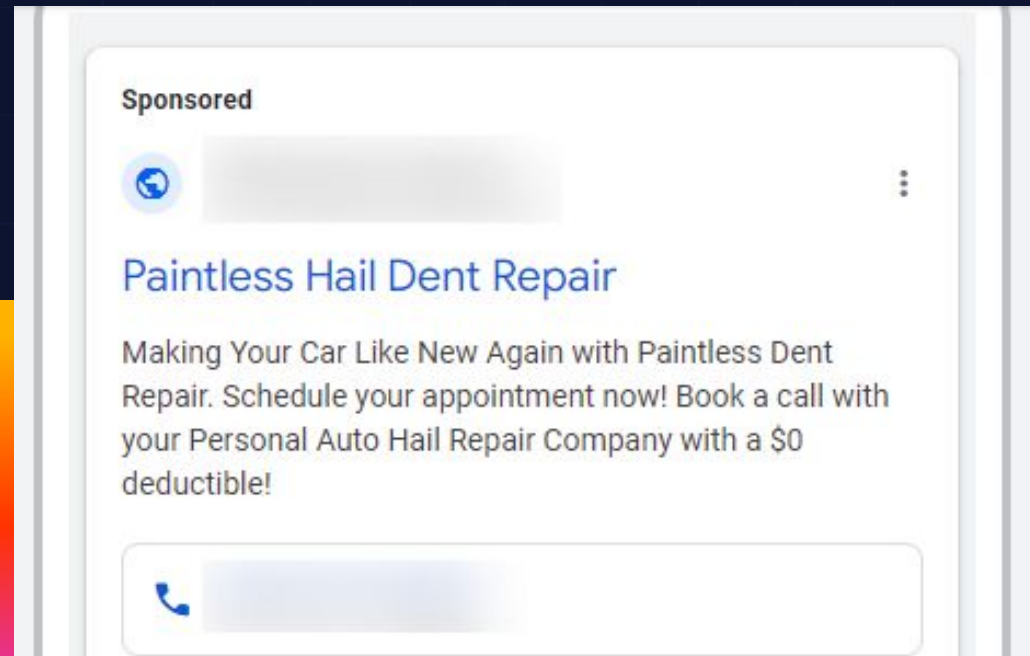 Sponsored
Paintless Hail Dent Repair
Making Your Car Like New Again with Paintless Dent
Repair. Schedule your appointment now! Book a call with
your Personal Auto Hail Repair Company with a $0
deductible!